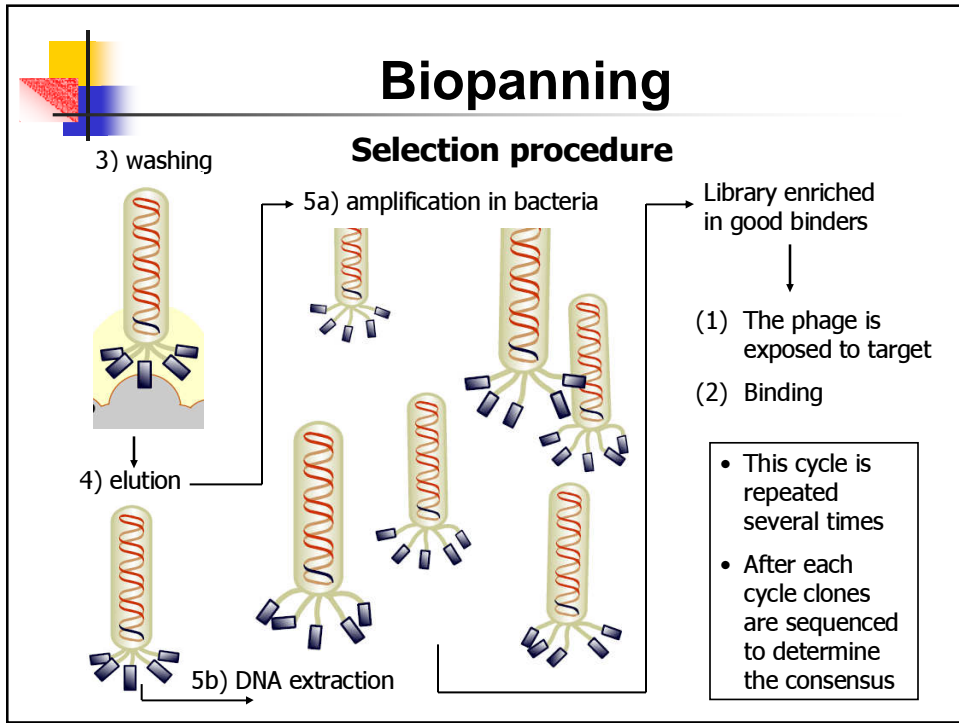 Biopanning
Selection procedure
3) washing
4) elution
5a) amplification in bacteria
5b) DNA extraction
Library enriched
in good binders
(1) The phage is
exposed to target
(2) Binding
• This cycle is
repeated
several times
• After each
cycle clones
are sequenced
to determine
the consensus